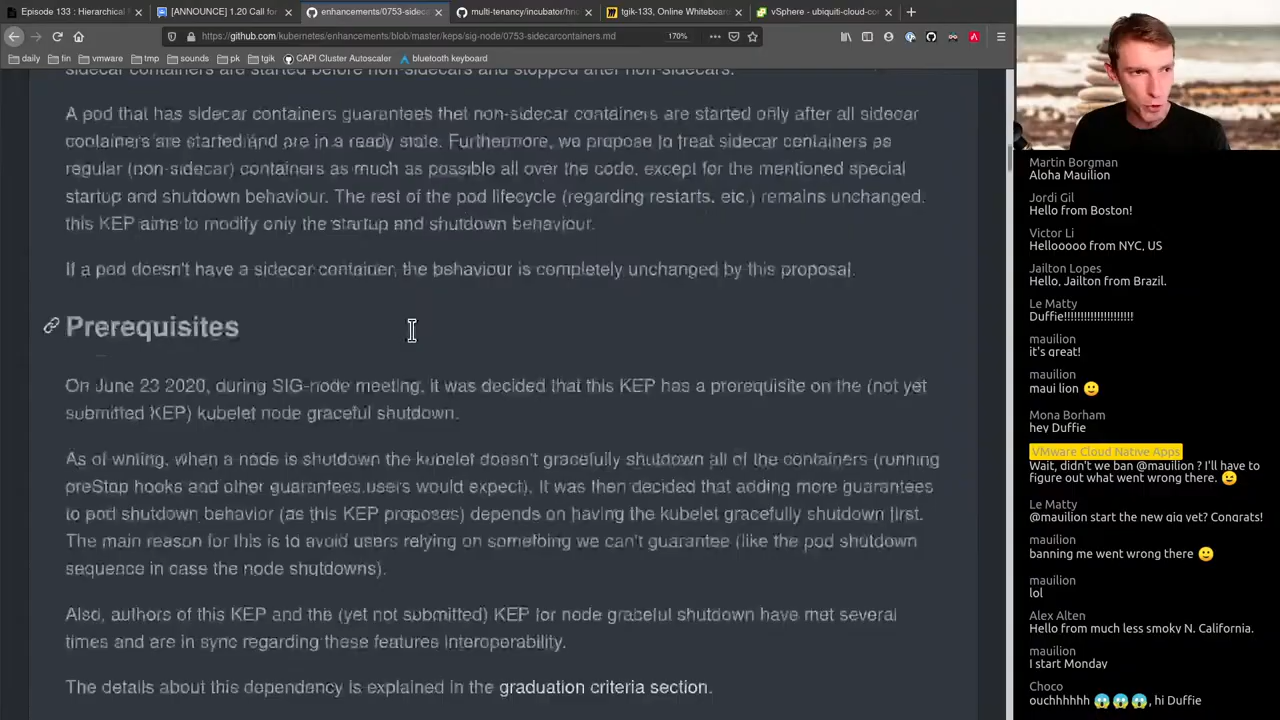 Episode 133 : Hierarchical N
[ANNOUNCE] 1.20 Call for
enhancements/0753-sideca
multi-tenancy/incubator/hnc
tgik-133, Online Whiteboard
vSphere - ubiquiti-cloud-co
https://github.com/kubernetes/enhancements/blob/master/keps/sig-node/0753-sidecarcontainers.md
170%
daily
fin
vmware
tmp
sounds
pk
tgik
CAPI Cluster Autoscaler
bluetooth keyboard
sidecar containers are started before non-sidecars and stopped after non-sidecars.
A pod that has sidecar containers guarantees that non-sidecar containers are started only after all sidecar
containers are started and are in a ready state. Furthermore, we propose to treat sidecar containers as
regular (non-sidecar) containers as much as possible all over the code, except for the mentioned special
startup and shutdown behaviour. The rest of the pod lifecycle (regarding restarts, etc.) remains unchanged,
this KEP aims to modify only the startup and shutdown behaviour.
If a pod doesn't have a sidecar container, the behaviour is completely unchanged by this proposal.
Prerequisites
On June 23 2020, during SIG-node meeting, it was decided that this KEP has a prerequisite on the (not yet
submitted KEP) kubelet node graceful shutdown.
As of writing, when a node is shutdown the kubelet doesn't gracefully shutdown all of the containers (running
preStop hooks and other guarantees users would expect). It was then decided that adding more guarantees
to pod shutdown behavior (as this KEP proposes) depends on having the kubelet gracefully shutdown first.
The main reason for this is to avoid users relying on something we can't guarantee (like the pod shutdown
sequence in case the node shutdowns).
Also, authors of this KEP and the (yet not submitted) KEP for node graceful shutdown have met several
times and are in sync regarding these features interoperability.
The details about this dependency is explained in the graduation criteria section.
Martin Borgman
Aloha Mauilion
Jordi Gil
Hello from Boston!
Victor Li
Hellooooo from NYC, US
Jailton Lopes
Hello, Jailton from Brazil.
Le Matty
Duffie!!!!!!!!!!!!!!!!!!!!!
mauilion
it's great!
mauilion
maui lion 🙂
Mona Borham
hey Duffie
VMware Cloud Native Apps
Wait, didn't we ban @mauilion ? I'll have to
figure out what went wrong there. 😉
Le Matty
@mauilion start the new gig yet? Congrats!
mauilion
banning me went wrong there 🙂
mauilion
lol
Alex Alten
Hello from much less smoky N. California.
mauilion
I start Monday
Choco
ouchhhhhh 😱😱😱, hi Duffie